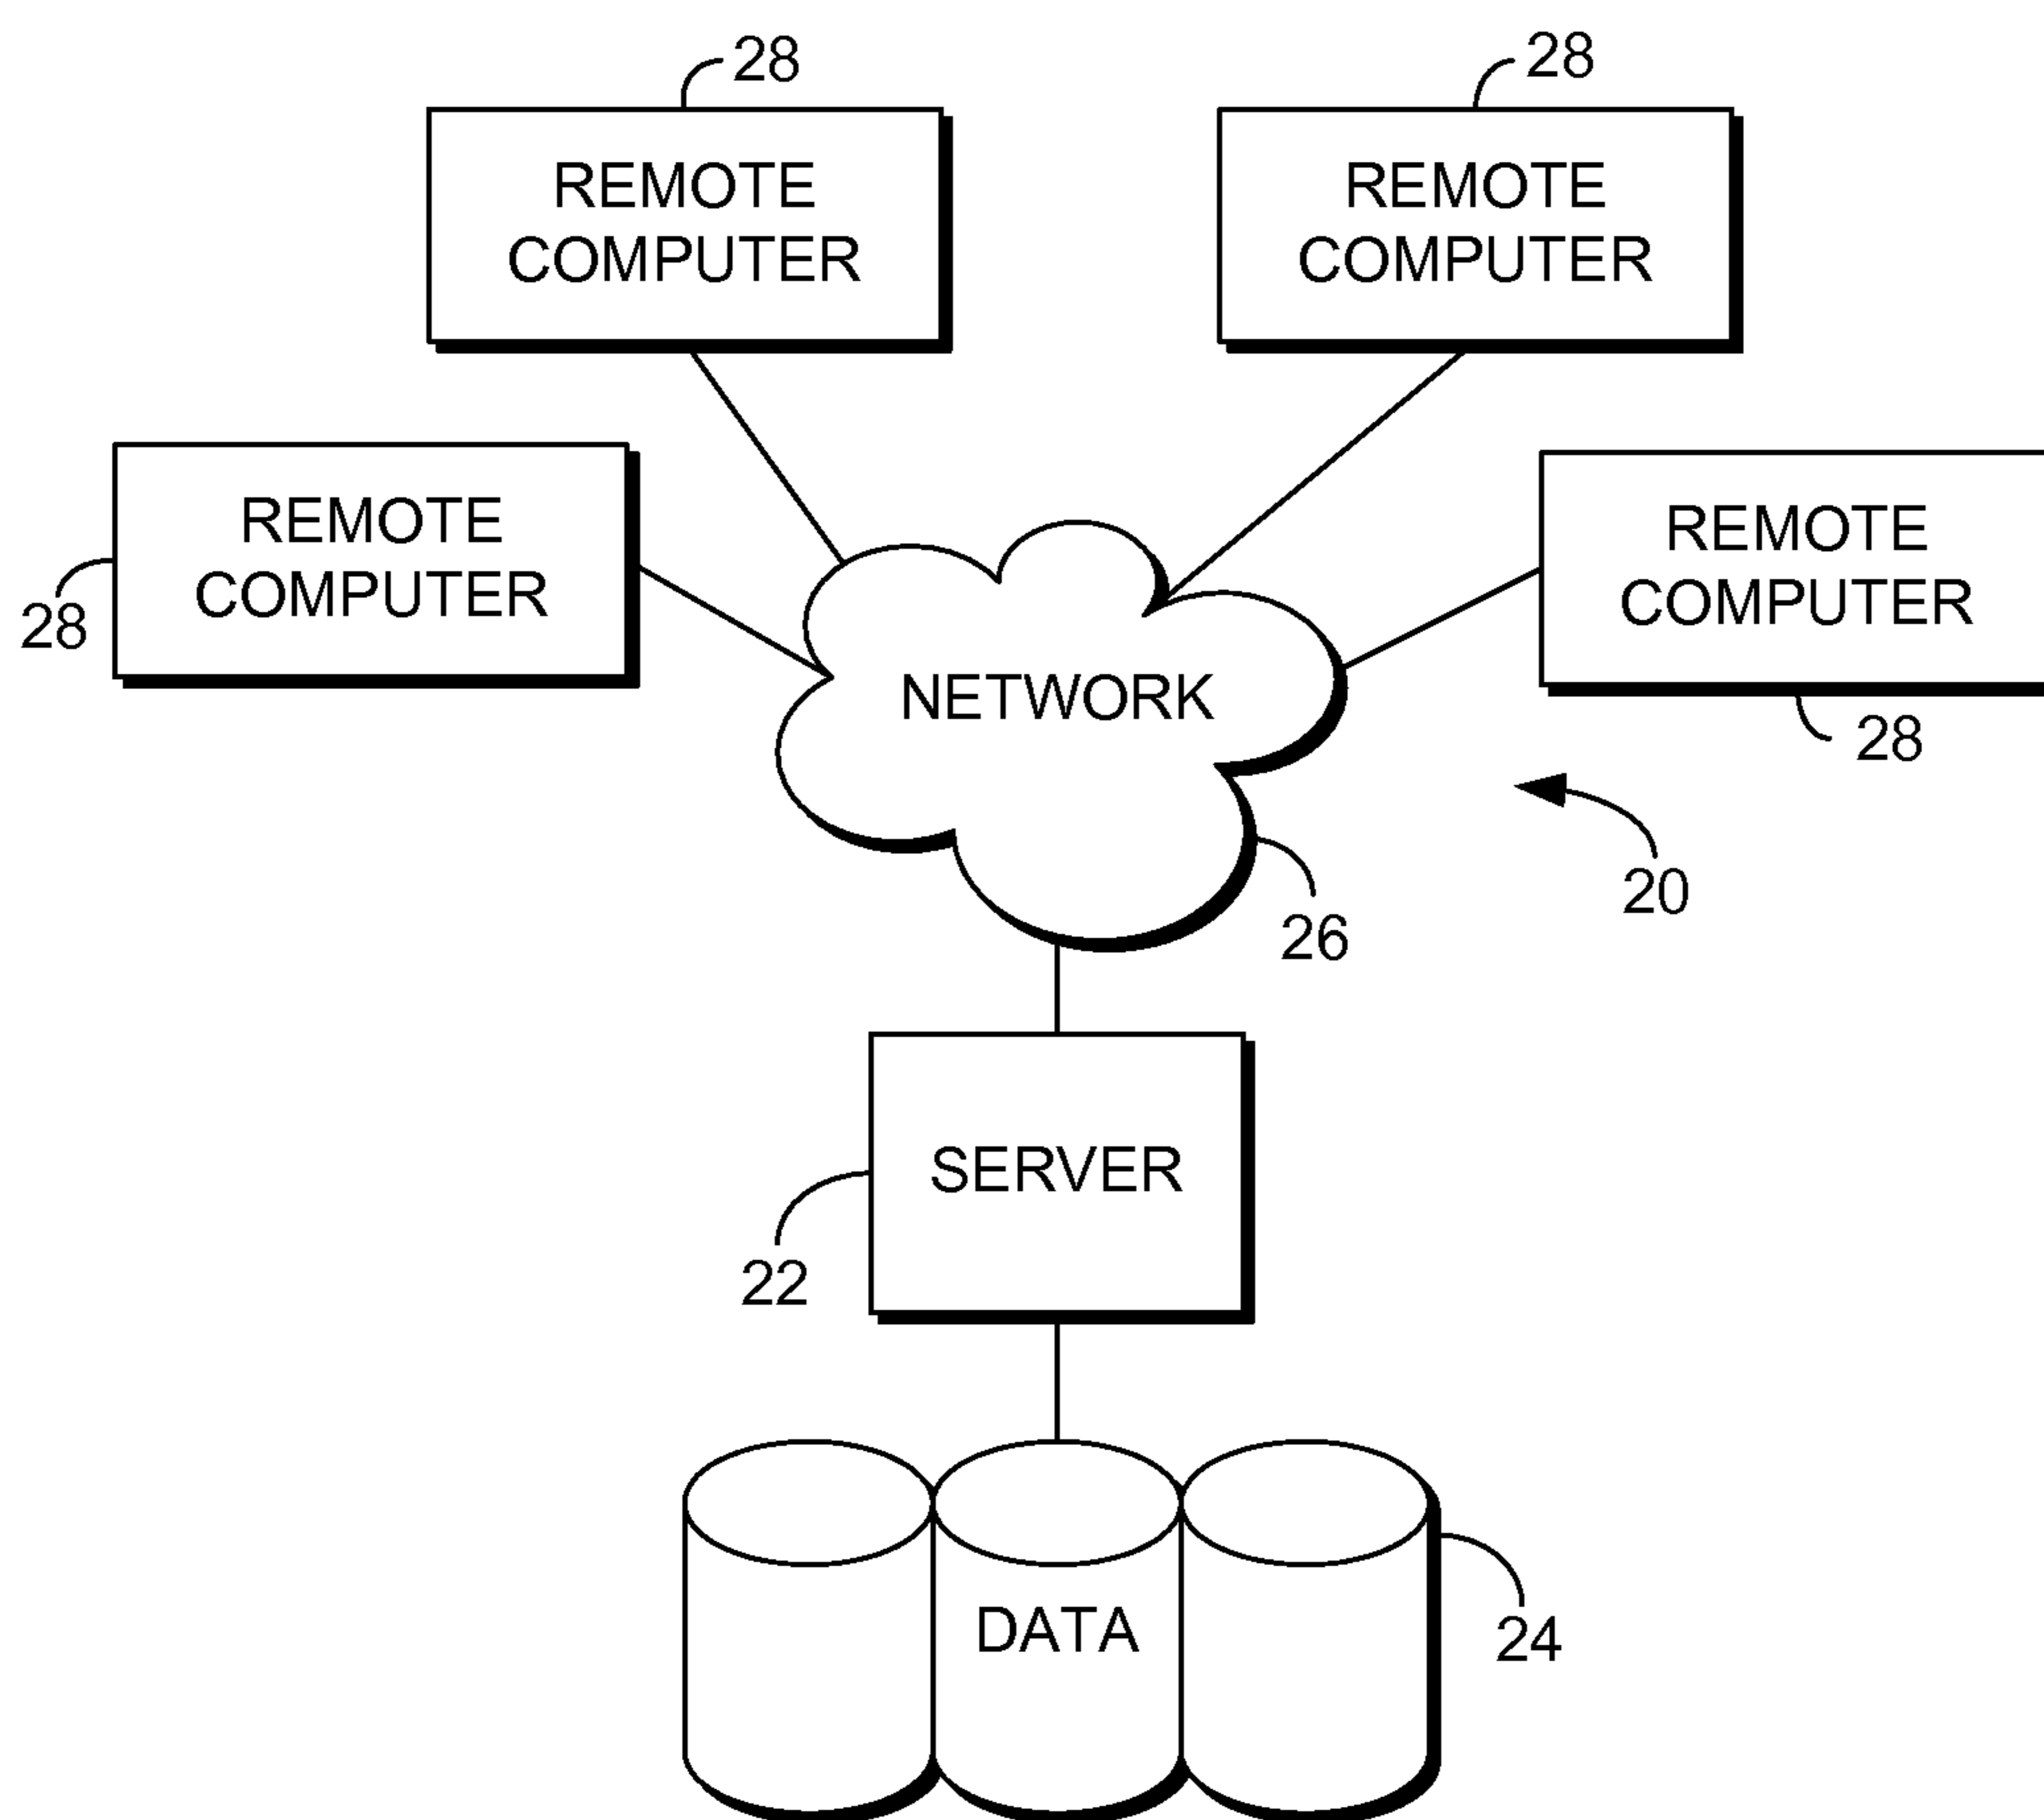 28
28
REMOTE
COMPUTER
REMOTE
COMPUTER
REMOTE
COMPUTER
28
REMOTE
COMPUTER
28
NETWORK
20
26
SERVER
22
DATA
24